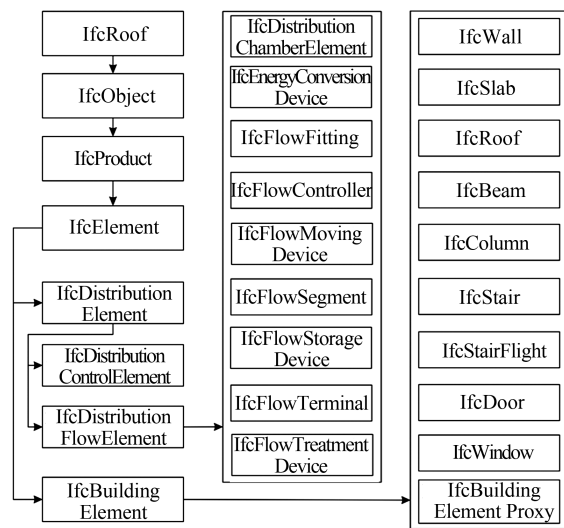 IfcRoof
IfcObject
IfcProduct
IfcElement
IfcDistribution
Element
IfcDistribution
ControlElement
IfcDistribution
FlowElement
IfcBuilding
Element
IfcDistribution
ChamberElement
IfcEnergyConversion
Device
IfcFlowFitting
IfcFlowController
IfcFlowMoving
Device
IfcFlowSegment
IfcFlowStorage
Device
IfcFlowTerminal
IfcFlowTreatment
Device
IfcWall
IfcSlab
IfcRoof
IfcBeam
IfcColumn
IfcStair
IfcStairFlight
IfcDoor
IfcWindow
IfcBuilding
Element Proxy